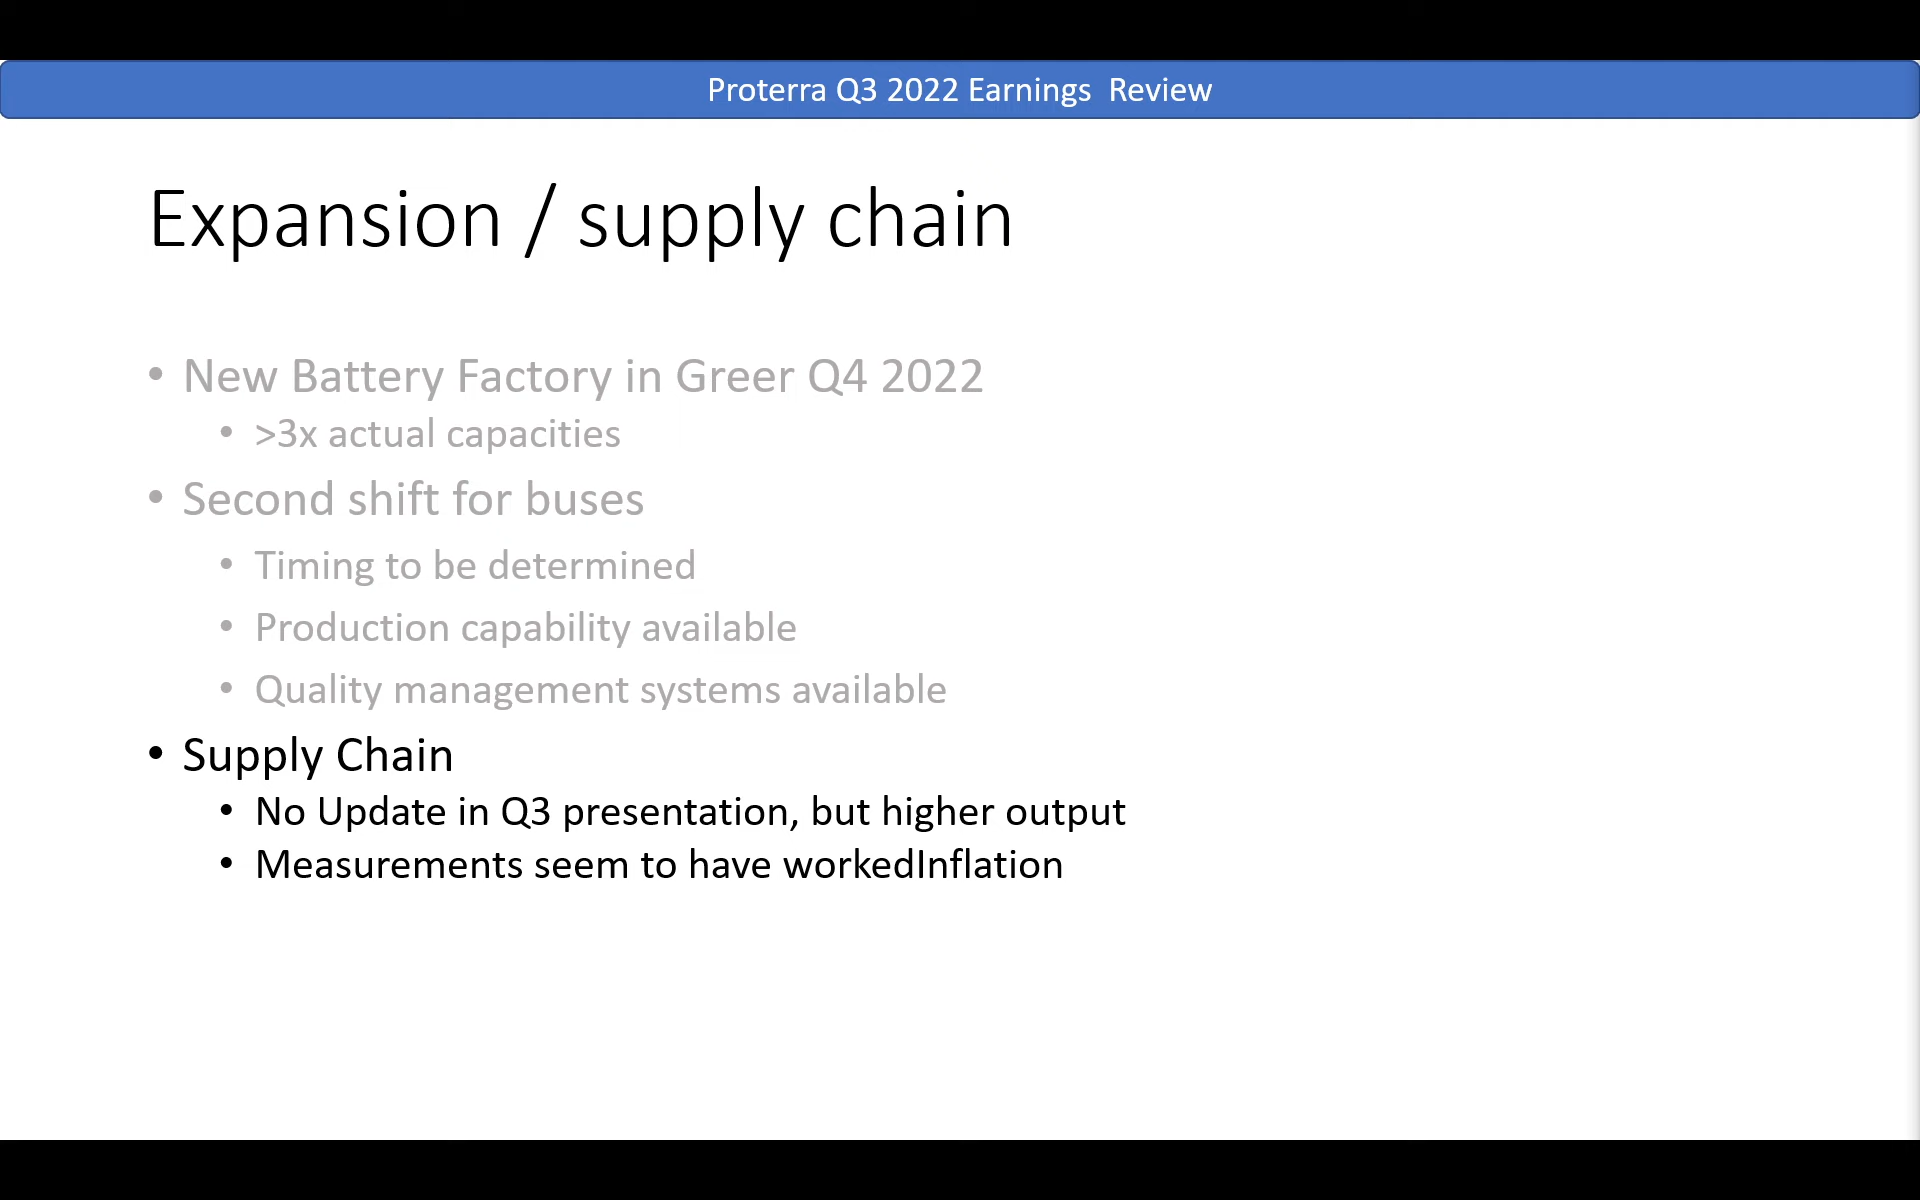 Proterra Q3 2022 Earnings  Review
Expansion / supply chain
• New Battery Factory in Greer Q4 2022
• >3x actual capacities
• Second shift for buses
• Timing to be determined
• Production capability available
• Quality management systems available
• Supply Chain
• No Update in Q3 presentation, but higher output
• Measurements seem to have workedInflation